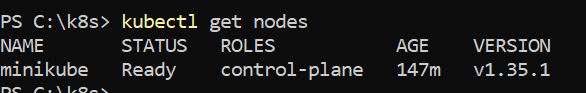 PS C:\k8s> kubectl get nodes
NAME       STATUS   ROLES           AGE    VERSION
minikube   Ready    control-plane   147m   v1.35.1
PS C:\k8s>